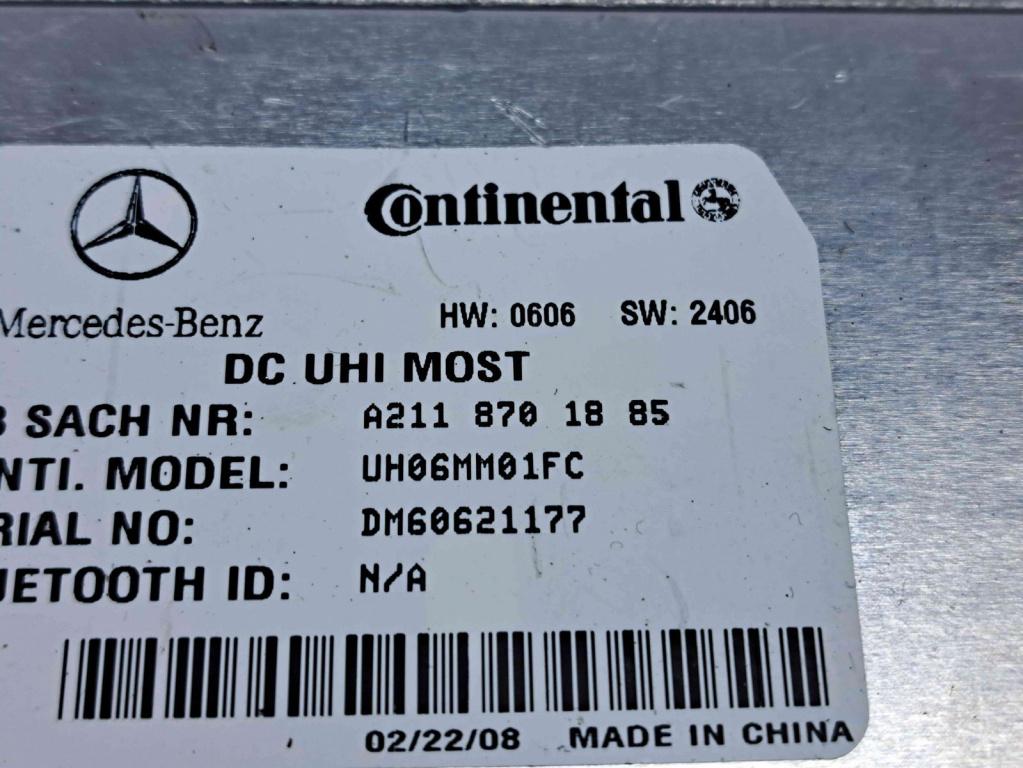 Continental
Mercedes-Benz
HW: 0606 SW: 2406
DC UHI MOST
B SACH NR: A211 870 18 85
NTI. MODEL: UH06MM01FC
RIAL NO: DM60621177
UETOOTH ID: N/A
02/22/08 MADE IN CHINA